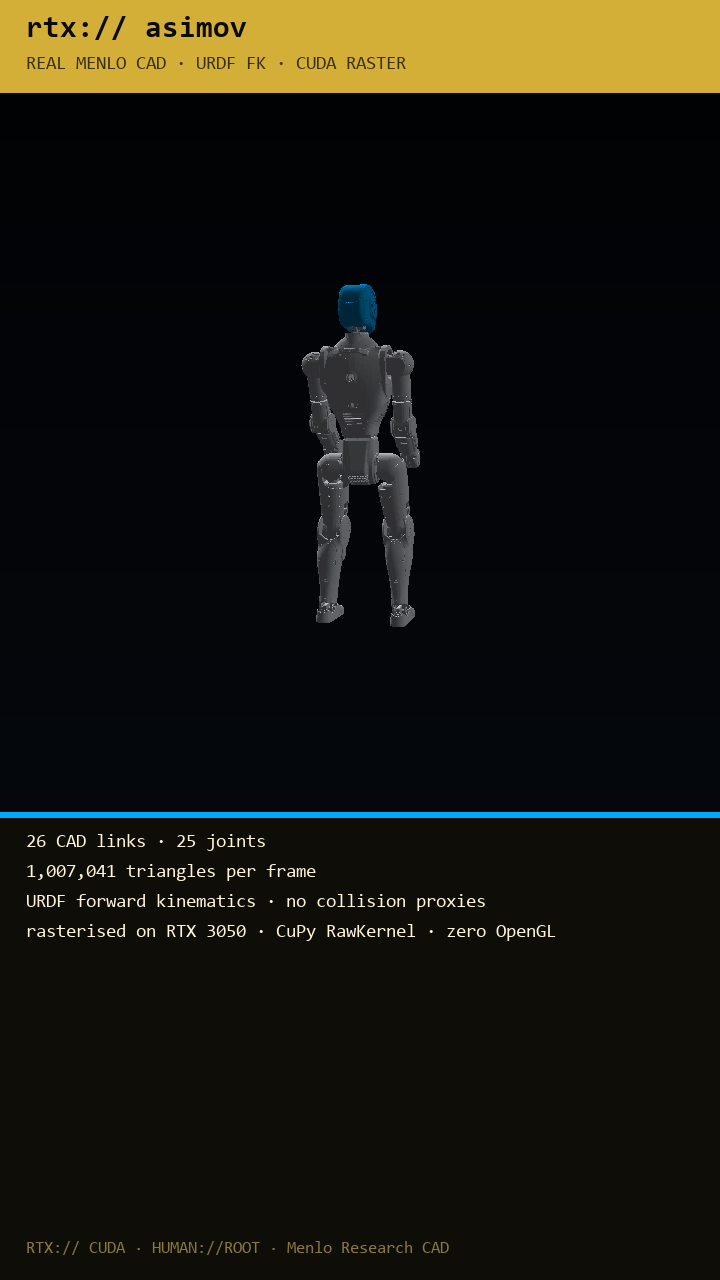 rtx:// asimov
REAL MENLO CAD · URDF FK · CUDA RASTER
26 CAD links · 25 joints
1,007,041 triangles per frame
URDF forward kinematics · no collision proxies
rasterised on RTX 3050 · CuPy RawKernel · zero OpenGL
RTX:// CUDA · HUMAN://ROOT · Menlo Research CAD